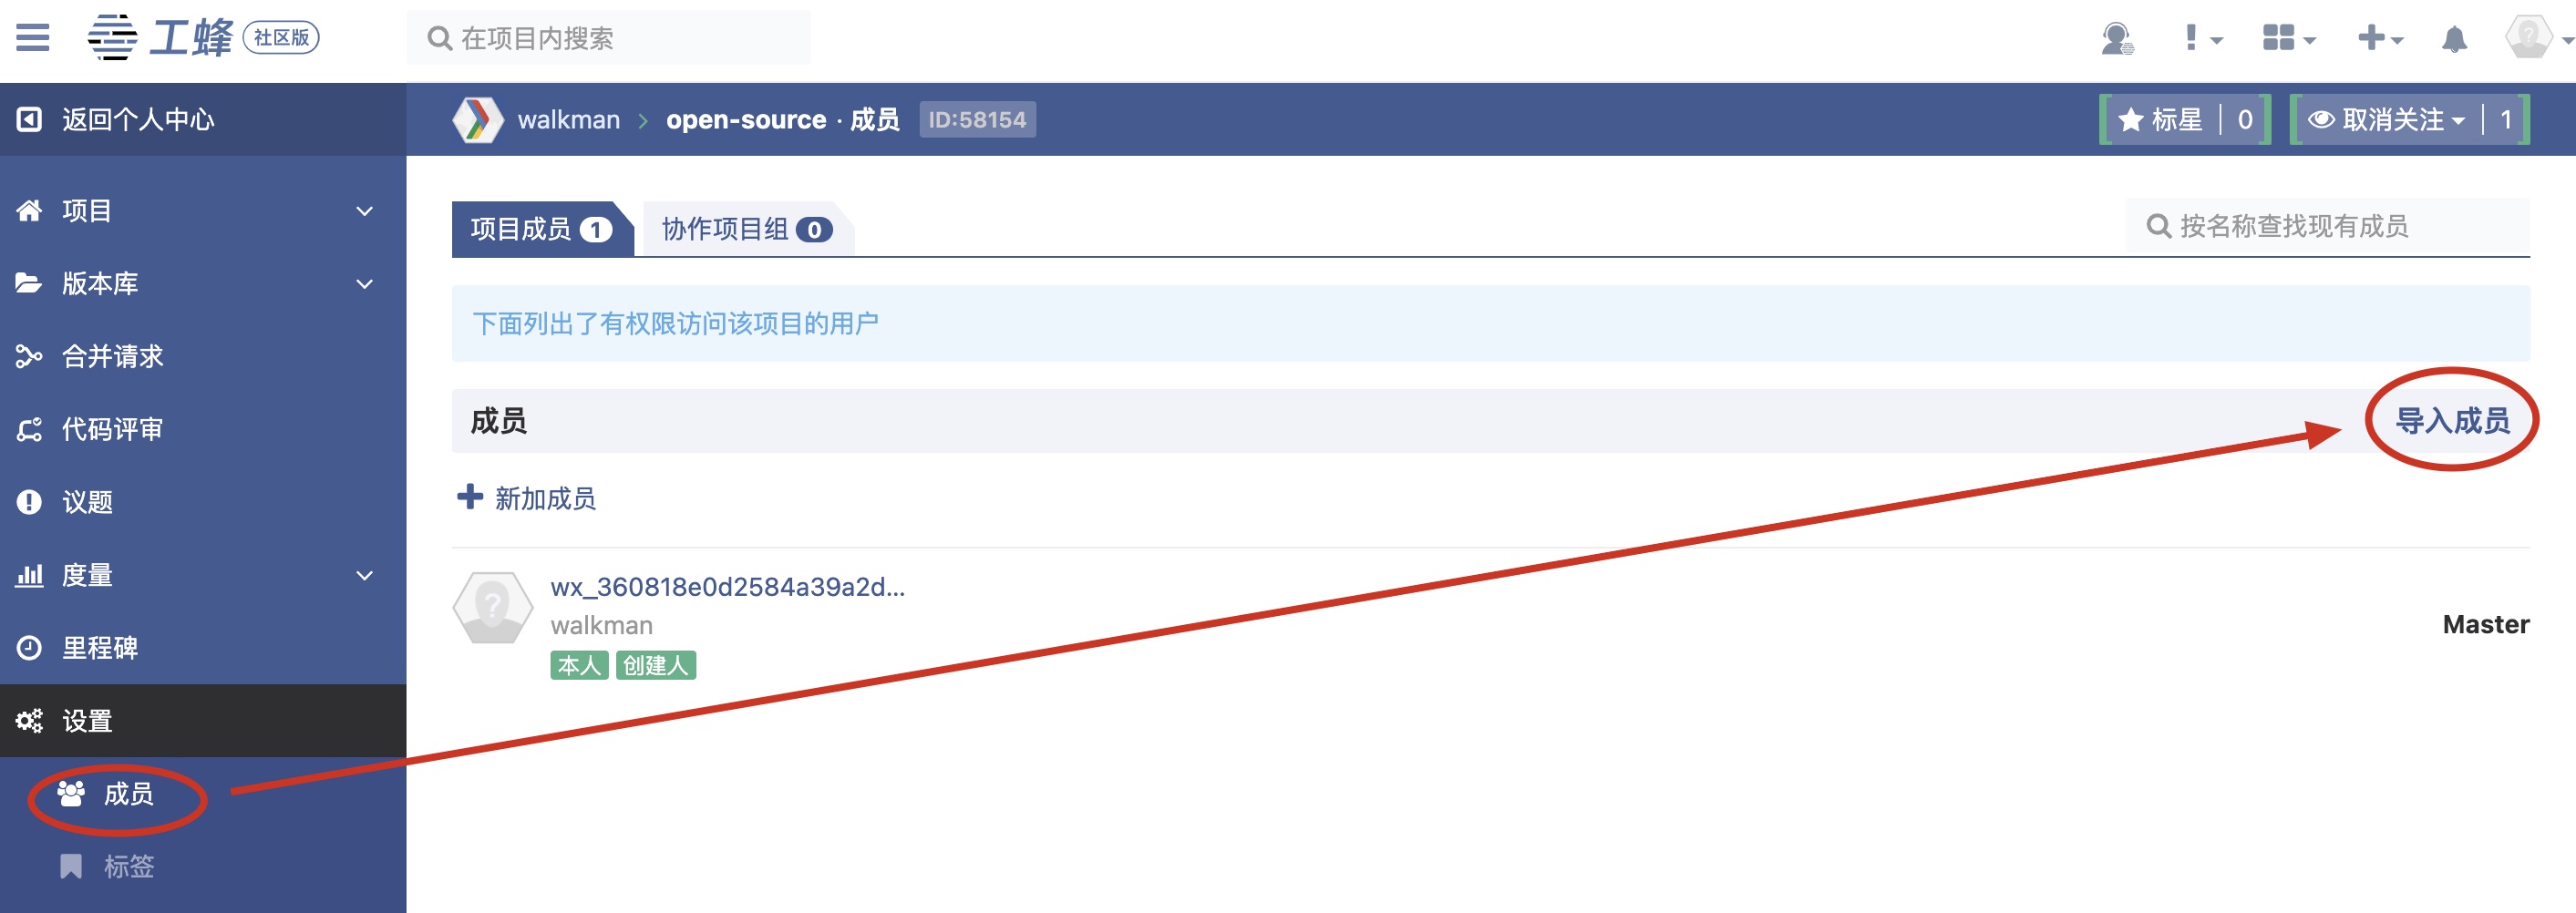 工蜂 社区版
在项目内搜索
返回个人中心
walkman > open-source · 成员 ID:58154
标星 0
取消关注 1
项目
版本库
合并请求
代码评审
议题
度量
里程碑
设置
成员
标签
项目成员 1
协作项目组 0
按名称查找现有成员
下面列出了有权限访问该项目的用户
成员
导入成员
新加成员
wx_360818e0d2584a39a2d...
walkman
本人 创建人
Master